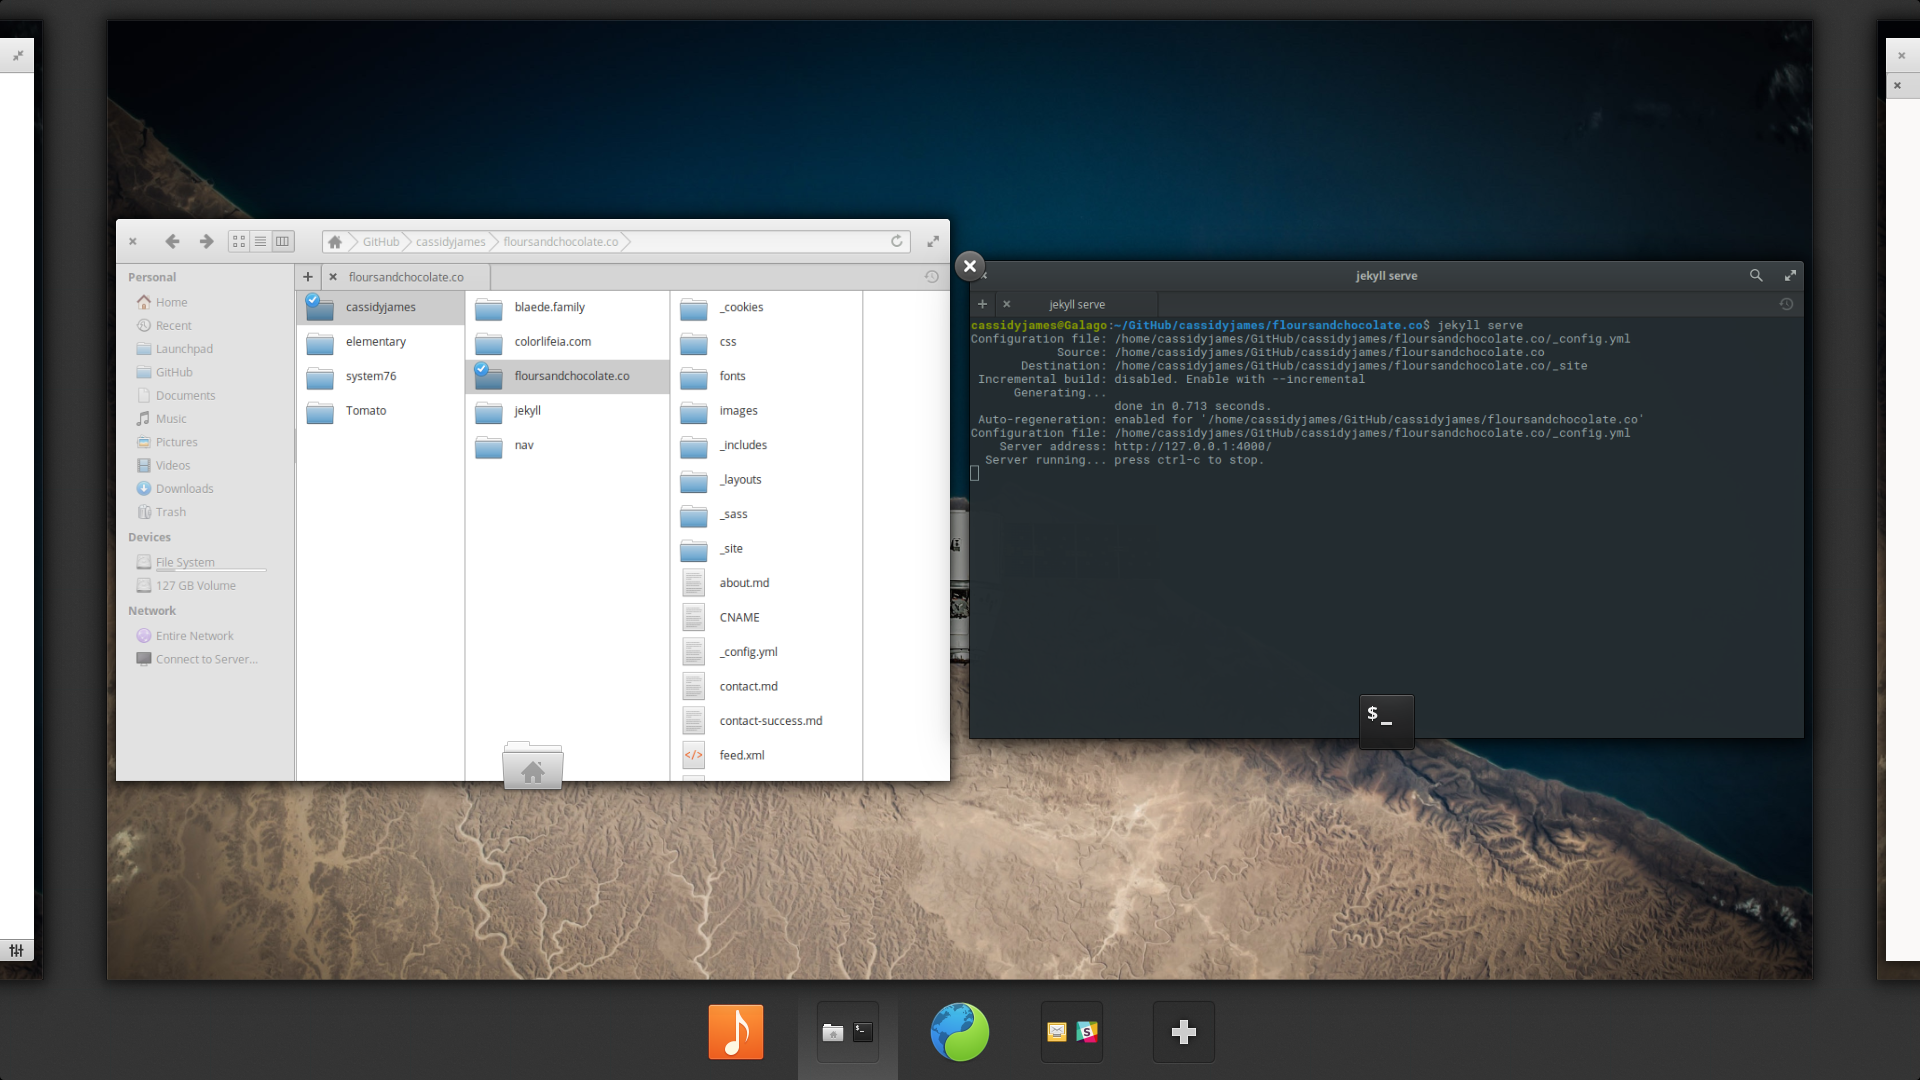 GitHub cassidyjames floursandchocolate.co
floursandchocolate.co
Personal
Home
Recent
Launchpad
GitHub
Documents
Music
Pictures
Videos
Downloads
Trash
Devices
File System
127 GB Volume
Network
Entire Network
Connect to Server...
cassidyjames
elementary
system76
Tomato
blaede.family
colorlifeia.com
floursandchocolate.co
jekyll
nav
_cookies
css
fonts
images
_includes
_layouts
_sass
_site
about.md
CNAME
_config.yml
contact.md
contact-success.md
feed.xml
jekyll serve
jekyll serve
cassidyjames@Galago:~/GitHub/cassidyjames/floursandchocolate.co$ jekyll serve
Configuration file: /home/cassidyjames/GitHub/cassidyjames/floursandchocolate.co/_config.yml
Source: /home/cassidyjames/GitHub/cassidyjames/floursandchocolate.co
Destination: /home/cassidyjames/GitHub/cassidyjames/floursandchocolate.co/_site
Incremental build: disabled. Enable with --incremental
Generating...
done in 0.713 seconds.
Auto-regeneration: enabled for '/home/cassidyjames/GitHub/cassidyjames/floursandchocolate.co'
Configuration file: /home/cassidyjames/GitHub/cassidyjames/floursandchocolate.co/_config.yml
Server address: http://127.0.0.1:4000/
Server running... press ctrl-c to stop.
$_